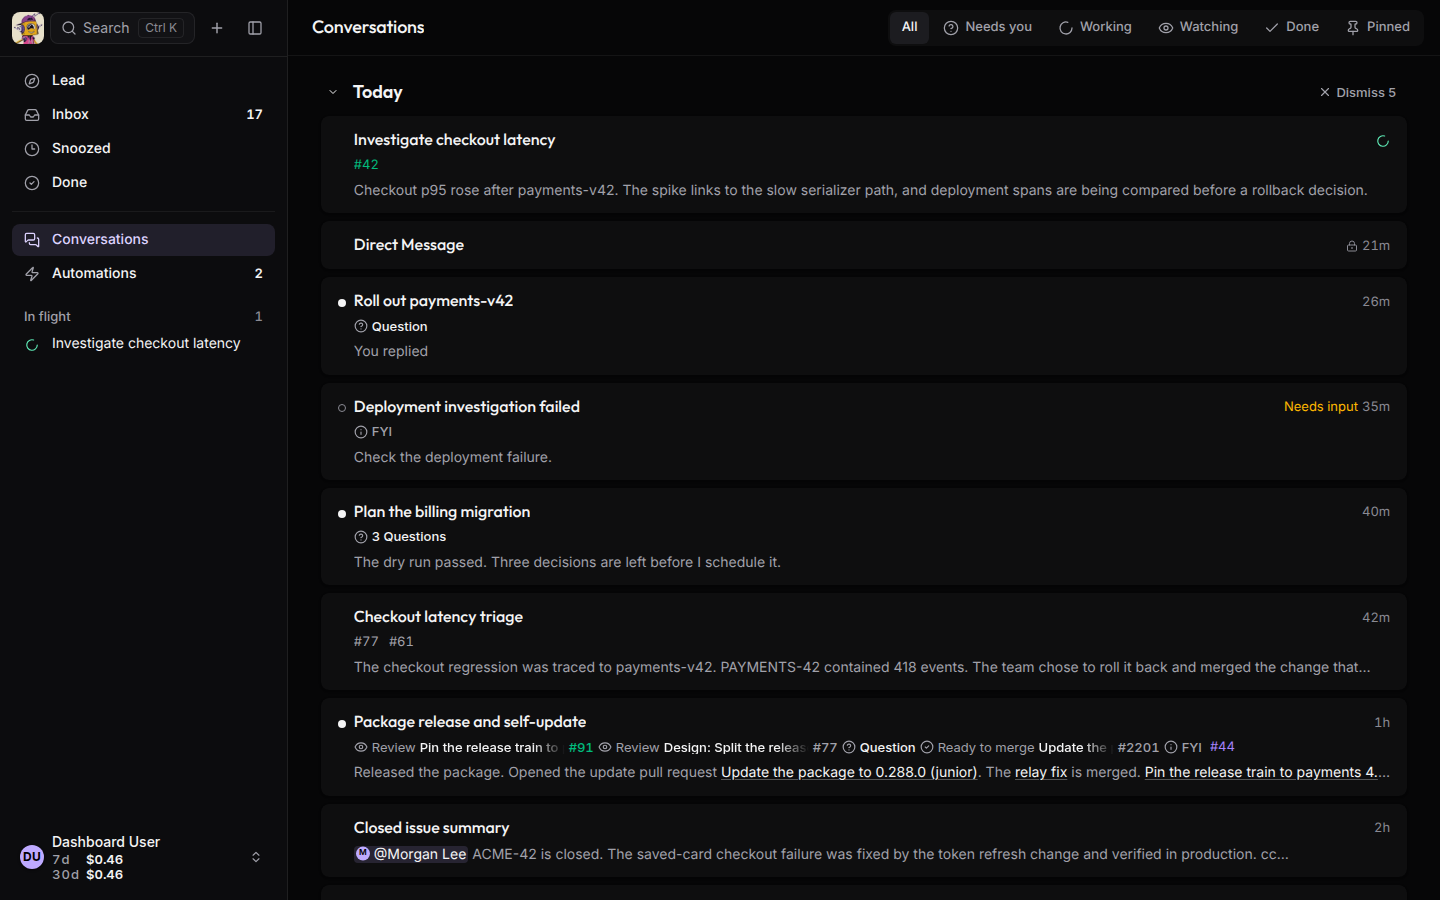 Search Ctrl K
Lead
Inbox 17
Snoozed
Done
Conversations
Automations 2
In flight 1
Investigate checkout latency
DU Dashboard User
7d $0.46
30d $0.46
Conversations
All Needs you Working Watching Done Pinned
Today Dismiss 5
Investigate checkout latency
#42
Checkout p95 rose after payments-v42. The spike links to the slow serializer path, and deployment spans are being compared before a rollback decision.
Direct Message 21m
Roll out payments-v42 26m
Question
You replied
Deployment investigation failed Needs input 35m
FYI
Check the deployment failure.
Plan the billing migration 40m
3 Questions
The dry run passed. Three decisions are left before I schedule it.
Checkout latency triage 42m
#77 #61
The checkout regression was traced to payments-v42. PAYMENTS-42 contained 418 events. The team chose to roll it back and merged the change that...
Package release and self-update 1h
Review Pin the release train to #91 Review Design: Split the releas #77 Question Ready to merge Update the #2201 FYI #44
Released the package. Opened the update pull request Update the package to 0.288.0 (junior). The relay fix is merged. Pin the release train to payments 4....
Closed issue summary 2h
M @Morgan Lee ACME-42 is closed. The saved-card checkout failure was fixed by the token refresh change and verified in production. cc...